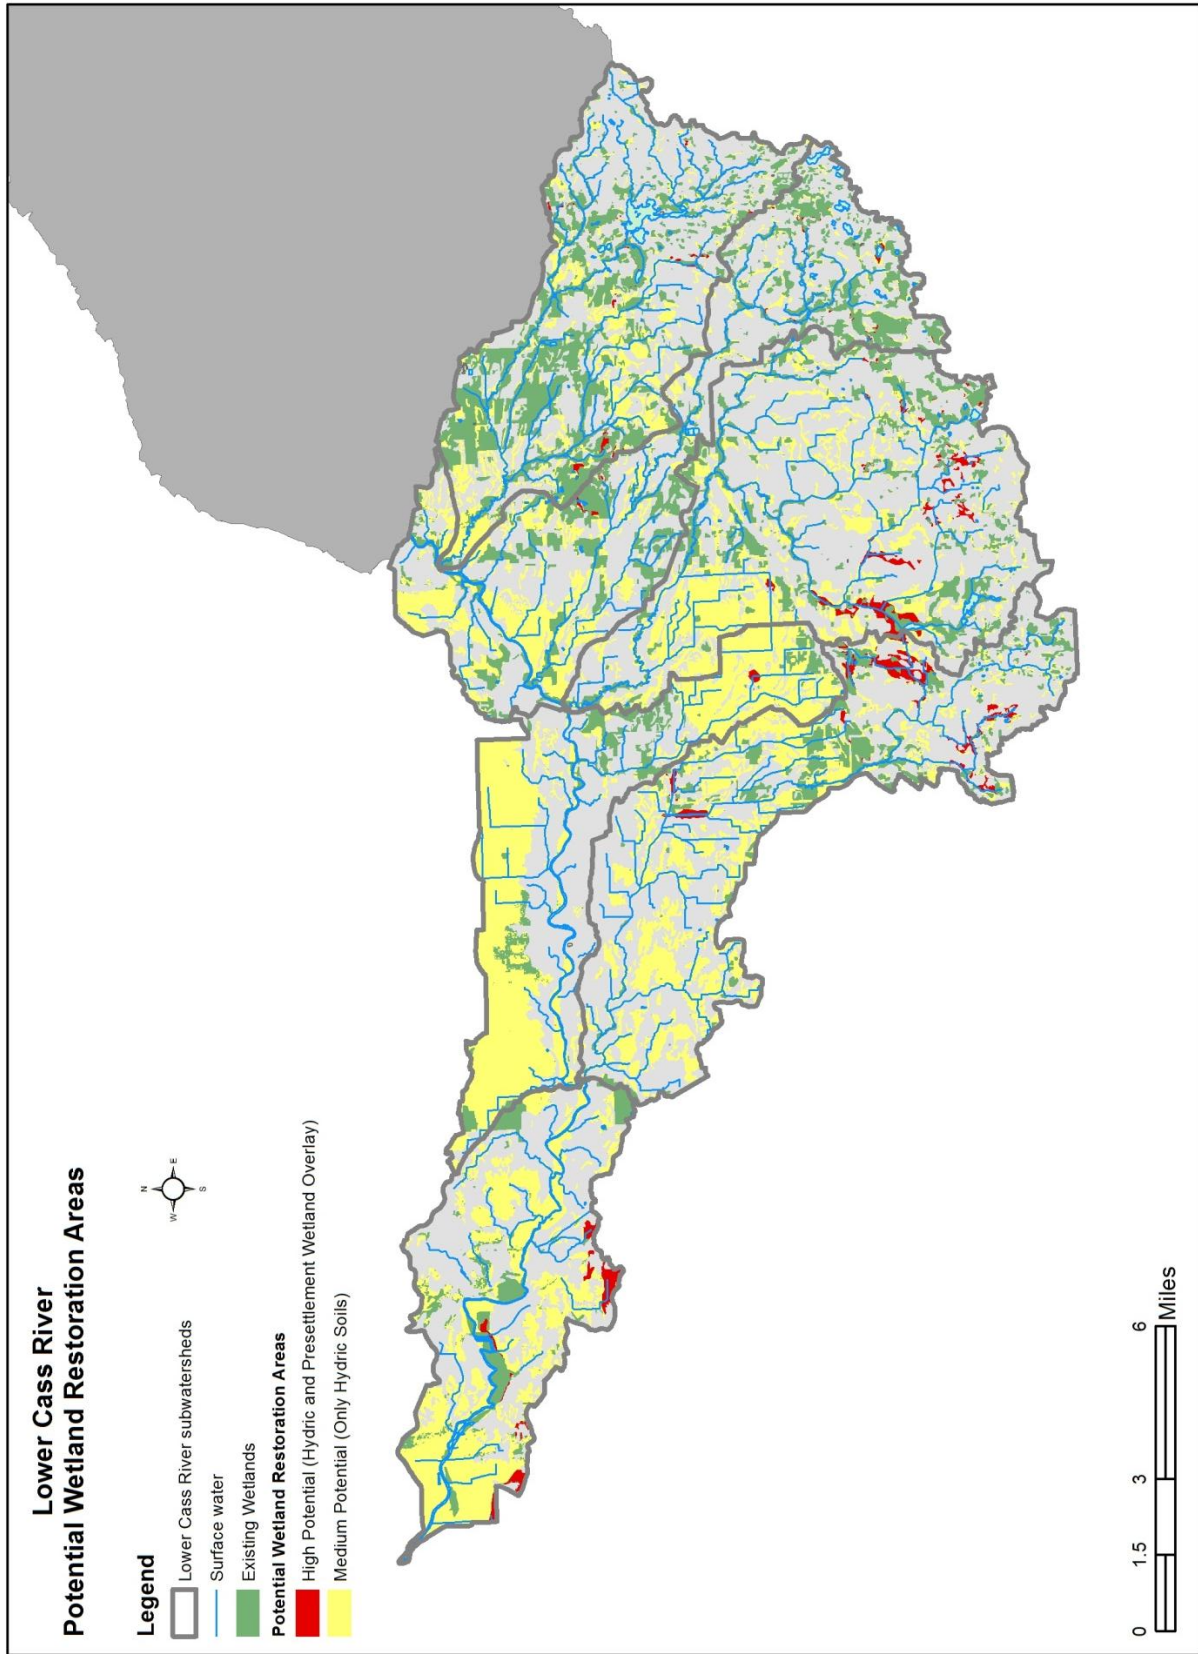 Lower Cass River
Potential Wetland Restoration Areas
Legend
Lower Cass River subwatersheds
Surface water
Existing Wetlands
Potential Wetland Restoration Areas
High Potential (Hydric and Presettlement Wetland Overlay)
Medium Potential (Only Hydric Soils)
N
W E
S
0 1.5 3 6
Miles